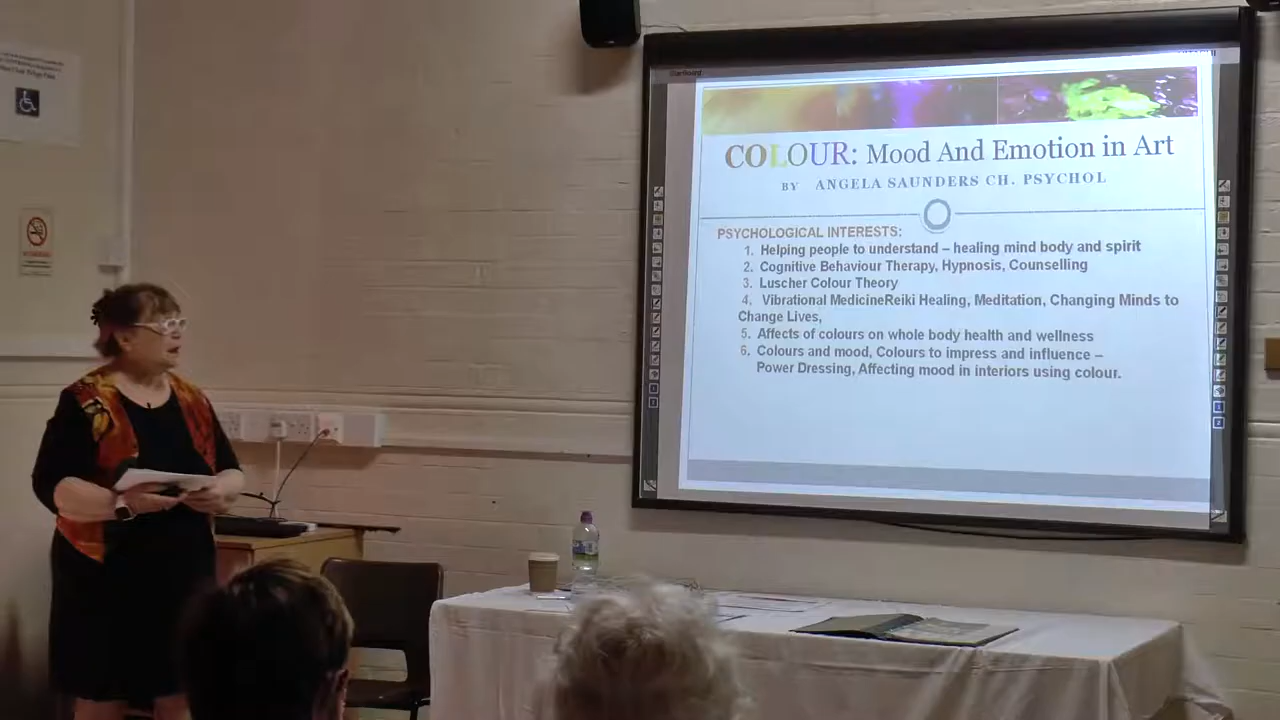 StarBoard
COLOUR: Mood And Emotion in Art
BY ANGELA SAUNDERS CH. PSYCHOL
PSYCHOLOGICAL INTERESTS:
1. Helping people to understand – healing mind body and spirit
2. Cognitive Behaviour Therapy, Hypnosis, Counselling
3. Luscher Colour Theory
4. Vibrational MedicineReiki Healing, Meditation, Changing Minds to
Change Lives,
5. Affects of colours on whole body health and wellness
6. Colours and mood, Colours to impress and influence –
Power Dressing, Affecting mood in interiors using colour.